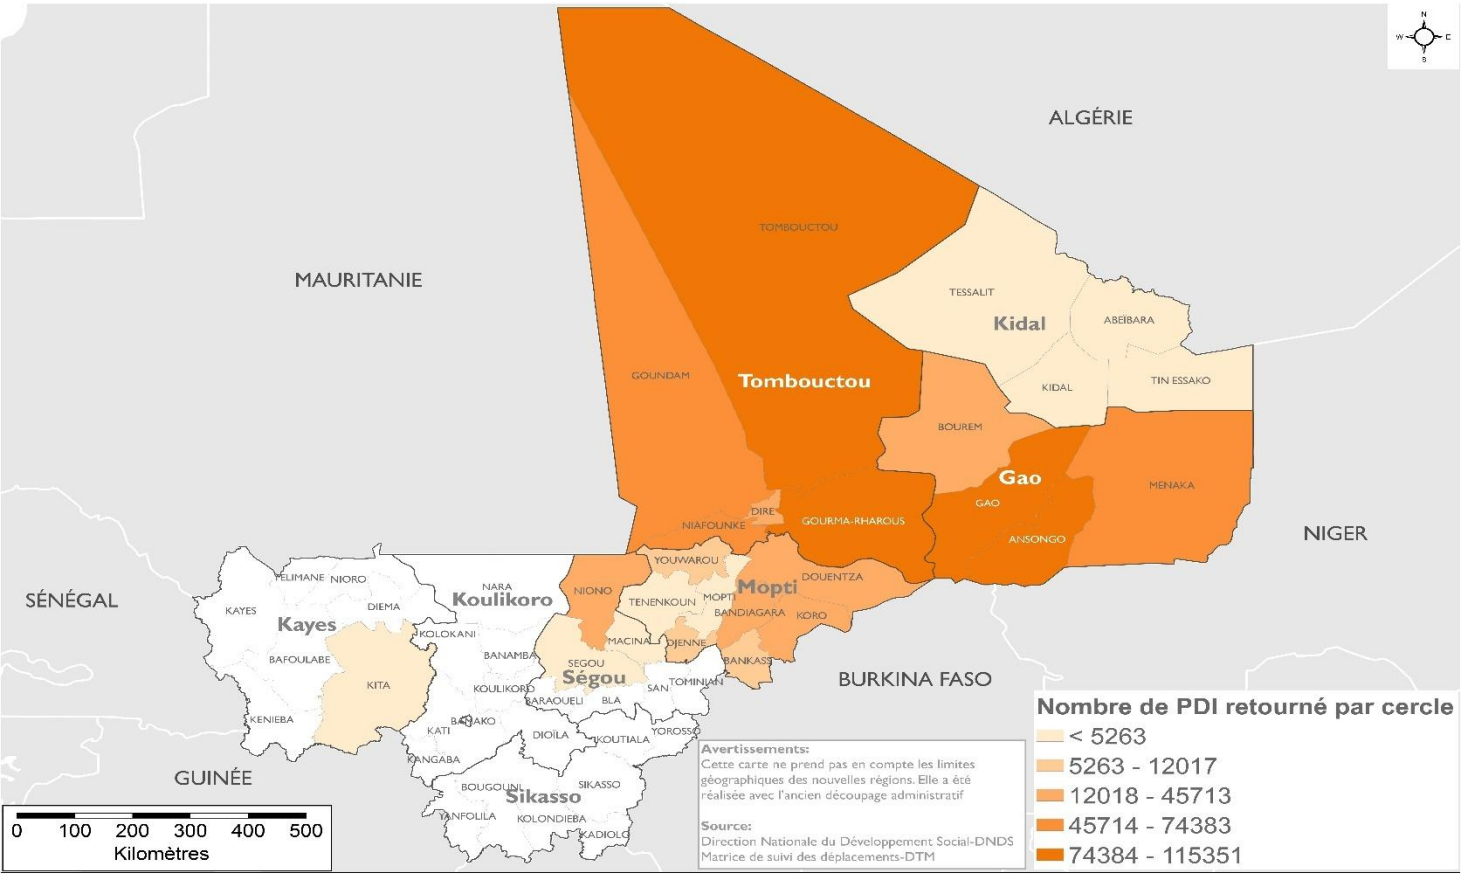 N
W E
S
ALGÉRIE
TOMBOUCTOU
MAURITANIE
TESSALIT
Kidal
ABEÏBARA
GOUNDAM
Tombouctou
KIDAL
TIN ESSAKO
BOUREM
Gao
MENAKA
GAO
DIRE
NIAFOUNKE
GOURMA-RHAROUS
ANSONGO
NIGER
YOUWAROU
DOUENTZA
YELIMANE
NIORO
NARA
NIONO
Mopti
SÉNÉGAL
KAYES
DIEMA
Koulikoro
TENENKOUN
MOPTI
BANDIAGARA
KORO
Kayes
KOLOKANI
MACINA
DJENNE
BAFOULABE
BANAMBA
SEGOU
BANKASS
KITA
Ségou
TOMINIAN
BURKINA FASO
KOULIKORO
SAN
BARAOUELI
BLA
KENIEBA
BAMAKO
KATI
DIOÏLA
KOUTIALA
YOROSSO
KANGABA
GUINÉE
BOUGOUNI
SIKASSO
Sikasso
YANFOLILA
KOLONDIEBA
KADIOLO
Nombre de PDI retourné par cercle
< 5263
5263 - 12017
12018 - 45713
45714 - 74383
74384 - 115351
Avertissements:
Cette carte ne prend pas en compte les limites
géographiques des nouvelles régions. Elle a été
réalisée avec l'ancien découpage administratif
Source:
Direction Nationale du Développement Social-DNDS
Matrice de suivi des déplacements-DTM
0 100 200 300 400 500
Kilomètres